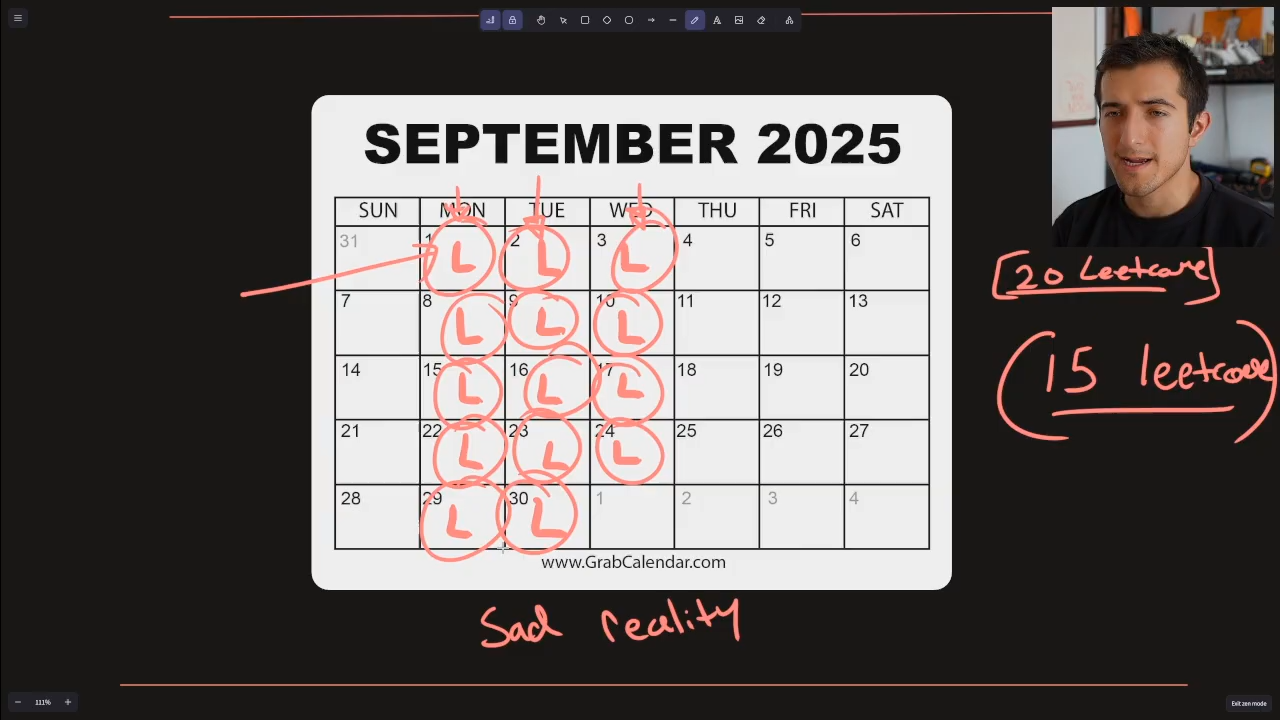 SEPTEMBER 2025
SUN MON TUE WED THU FRI SAT
31 1 L 2 L 3 L 4 5 6
7 8 L 9 L 10 L 11 12 13
14 15 L 16 L 17 L 18 19 20
21 22 L 23 L 24 L 25 26 27
28 29 L 30 L 1 2 3 4
www.GrabCalendar.com
Sad reality
[20 Leetcode]
(15 leetcode)
111%
Exit zen mode